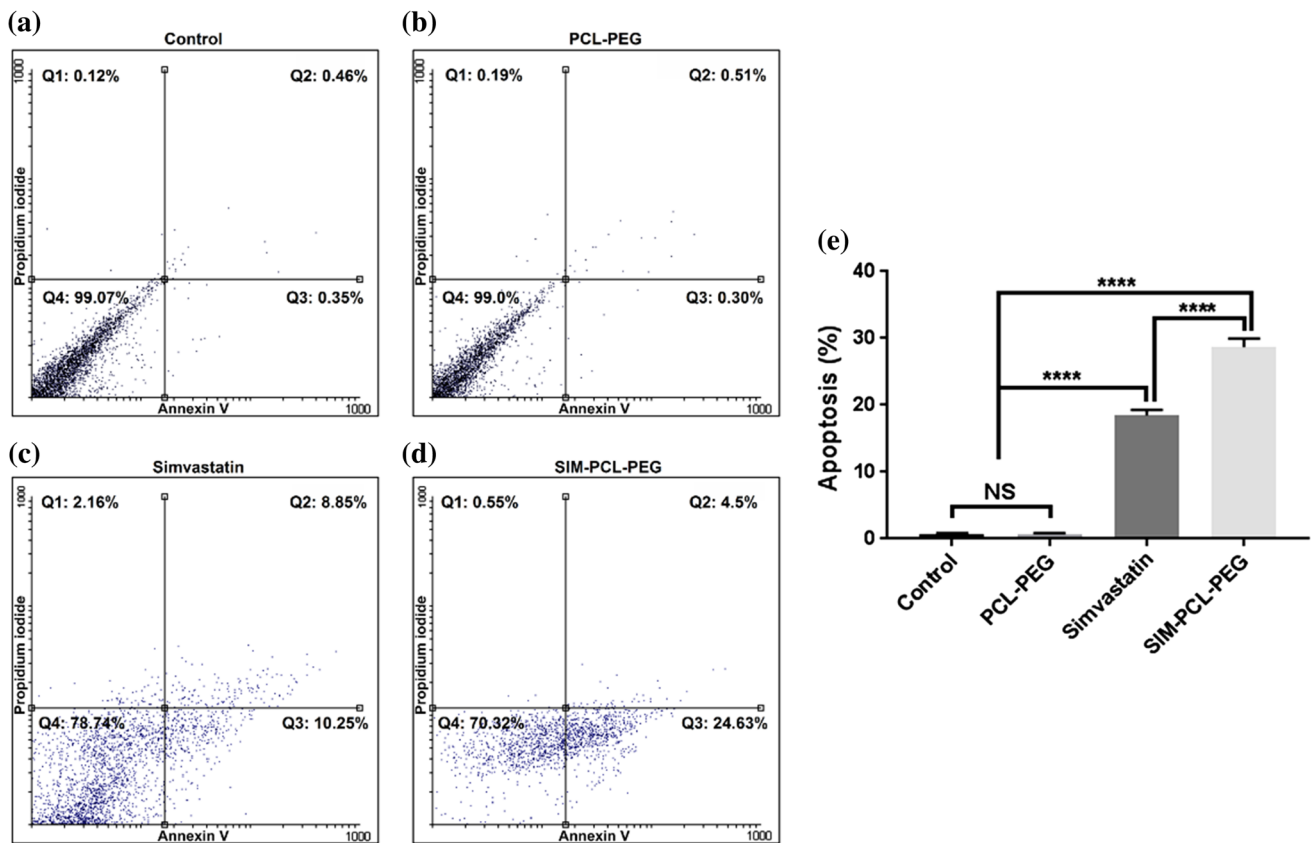 (a)
Control
1000
Q1: 0.12%
Q2: 0.46%
Propidium iodide
Q4: 99.07%
Q3: 0.35%
Annexin V
1000
(b)
PCL-PEG
1000
Q1: 0.19%
Q2: 0.51%
Propidium iodide
Q4: 99.0%
Q3: 0.30%
Annexin V
1000
(c)
Simvastatin
1000
Q1: 2.16%
Q2: 8.85%
Propidium iodide
Q4: 78.74%
Q3: 10.25%
Annexin V
1000
(d)
SIM-PCL-PEG
1000
Q1: 0.55%
Q2: 4.5%
Propidium iodide
Q4: 70.32%
Q3: 24.63%
Annexin V
1000
(e)
Apoptosis (%)
40
30
20
10
0
****
****
****
NS
Control
PCL-PEG
Simvastatin
SIM-PCL-PEG